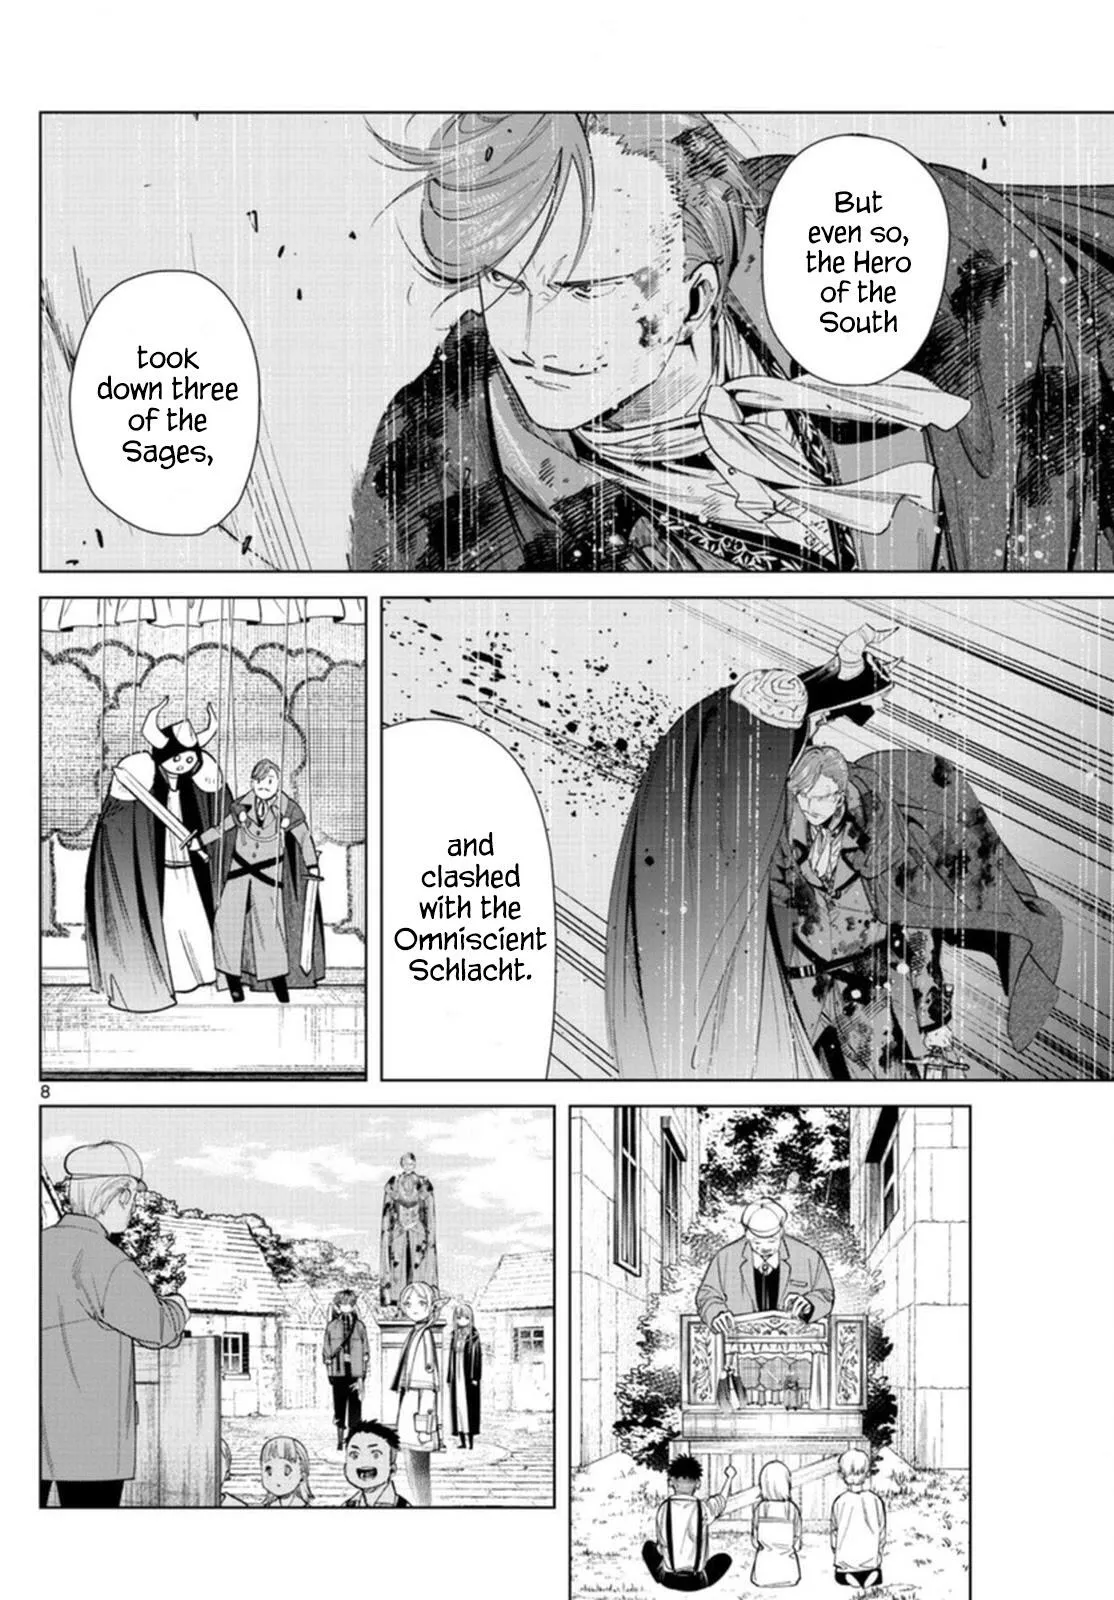 But
even so,
the Hero
of the
South
took
down three
of the
Sages,
and
clashed
with the
Omniscient
Schlacht.
8